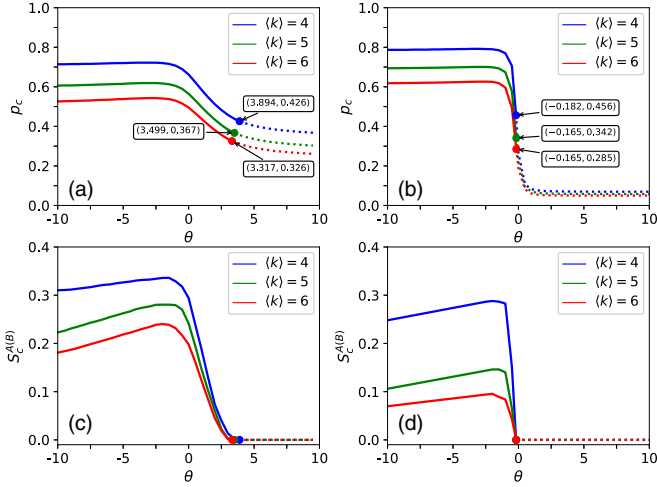 1.0
0.8
0.6
0.4
0.2
0.0
p_c
⟨k⟩ = 4
⟨k⟩ = 5
⟨k⟩ = 6
(3.894, 0.426)
(3.499, 0.367)
(3.317, 0.326)
(a)
-10 -5 0 5 10
θ
1.0
0.8
0.6
0.4
0.2
0.0
p_c
⟨k⟩ = 4
⟨k⟩ = 5
⟨k⟩ = 6
(−0.182, 0.456)
(−0.165, 0.342)
(−0.165, 0.285)
(b)
-10 -5 0 5 10
θ
0.4
0.3
0.2
0.1
0.0
S_c^{A(B)}
⟨k⟩ = 4
⟨k⟩ = 5
⟨k⟩ = 6
(c)
-10 -5 0 5 10
θ
0.4
0.3
0.2
0.1
0.0
S_c^{A(B)}
⟨k⟩ = 4
⟨k⟩ = 5
⟨k⟩ = 6
(d)
-10 -5 0 5 10
θ